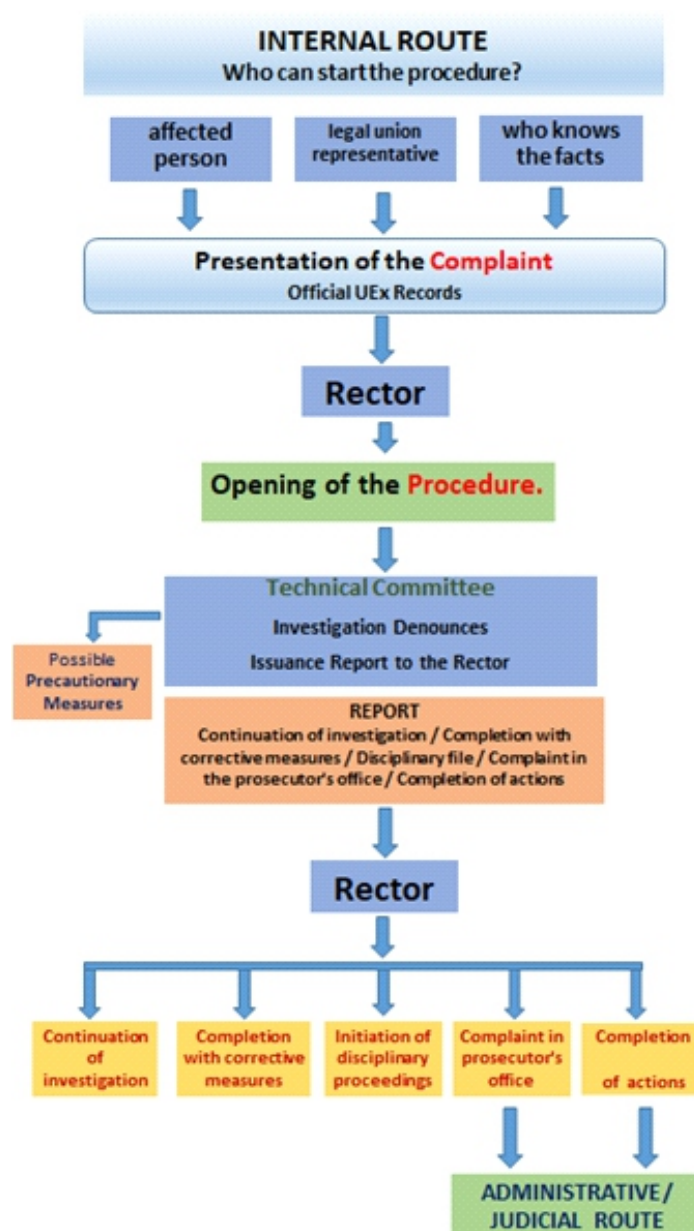 INTERNAL ROUTE
Who can start the procedure?
affected
person
legal union
representative
who knows
the facts
Presentation of the Complaint
Official UEx Records
Rector
Opening of the Procedure.
Technical Committee
Investigation Denounces
Issuance Report to the Rector
Possible
Precautionary
Measures
REPORT
Continuation of investigation / Completion with
corrective measures / Disciplinary file / Complaint in
the prosecutor's office / Completion of actions
Rector
Continuation
of
investigation
Completion
with corrective
measures
Initiation of
disciplinary
proceedings
Complaint in
prosecutor's
office
Completion
of actions
ADMINISTRATIVE /
JUDICIAL ROUTE